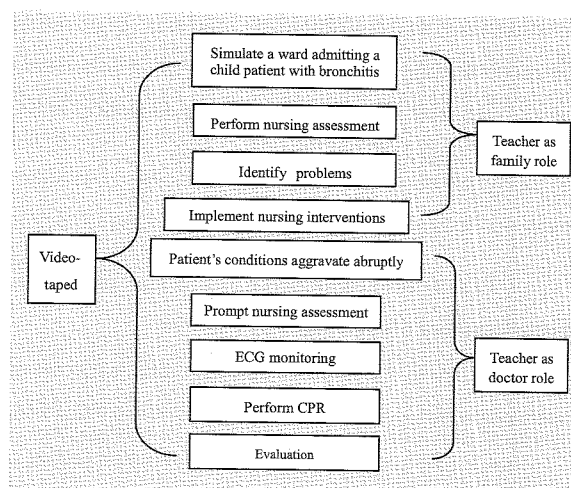 Simulate a ward admitting a
child patient with bronchitis
Perform nursing assessment
Identify problems
Implement nursing interventions
Teacher as
family role
Video-
taped
Patient's conditions aggravate abruptly
Prompt nursing assessment
ECG monitoring
Perform CPR
Evaluation
Teacher as
doctor role